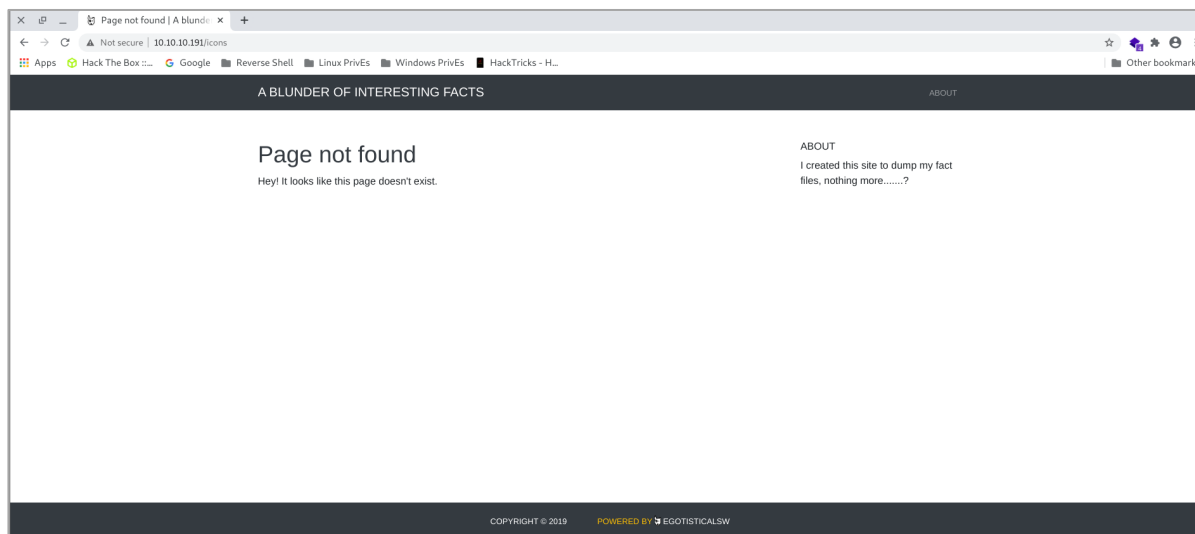 Page not found | A blunde
Not secure | 10.10.10.191/icons
Apps Hack The Box ::... Google Reverse Shell Linux PrivEs Windows PrivEs HackTricks - H... Other bookmark
A BLUNDER OF INTERESTING FACTS ABOUT
Page not found
Hey! It looks like this page doesn't exist.
ABOUT
I created this site to dump my fact
files, nothing more.......?
COPYRIGHT © 2019 POWERED BY EGOTISTICALSW